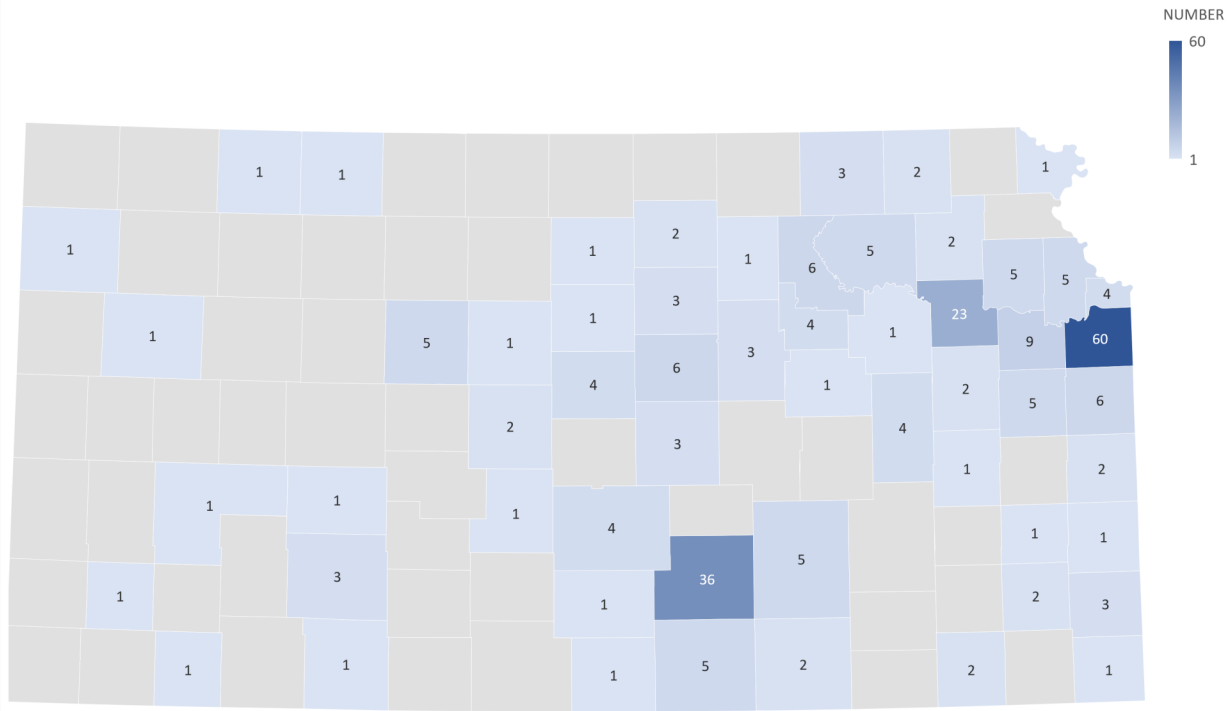 NUMBER
60
1
1 1 3 2 1
1 1 2 1 6 5 2 5 5 4
1 5 1 1 3 3 4 1 23 9 60
4 6 1 2 5 6
2 3 4 1 2
1 1 1 4 5 1 1
1 3 1 36 2 3
1 1 1 5 2 2 1